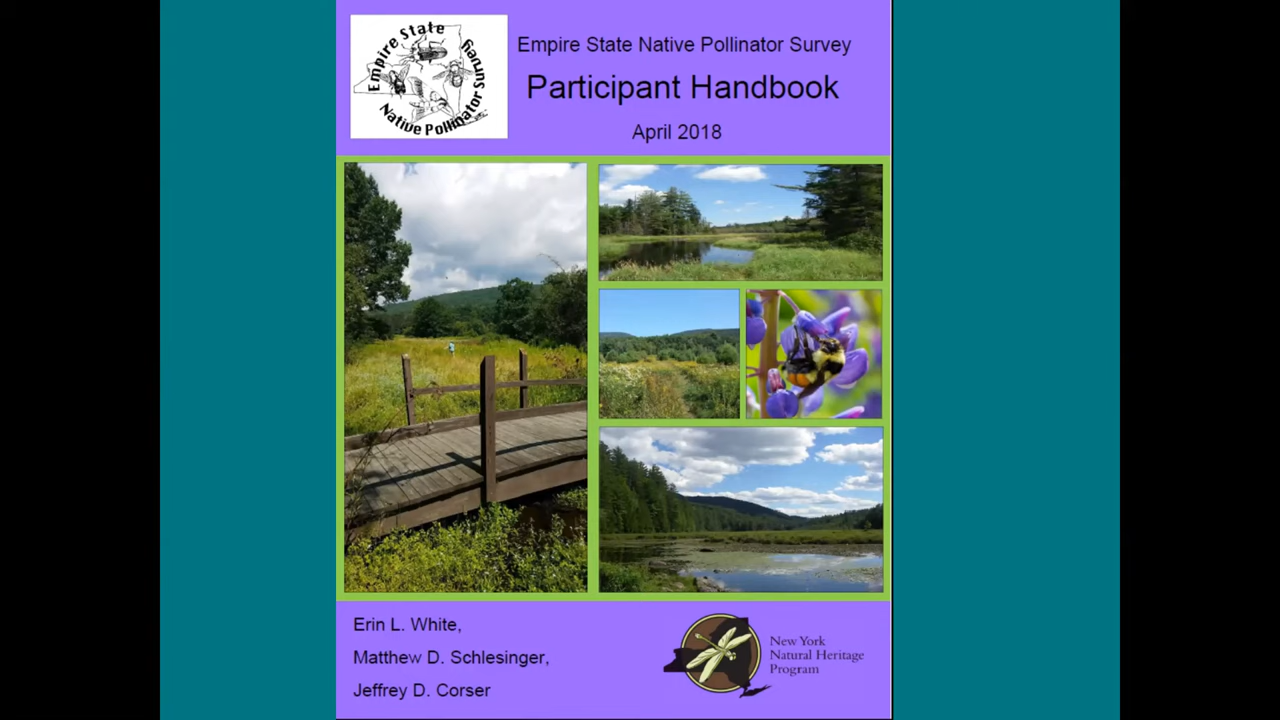 Empire State
Native Pollinator Survey
Empire State Native Pollinator Survey
Participant Handbook
April 2018
Erin L. White,
Matthew D. Schlesinger,
Jeffrey D. Corser
New York
Natural Heritage
Program